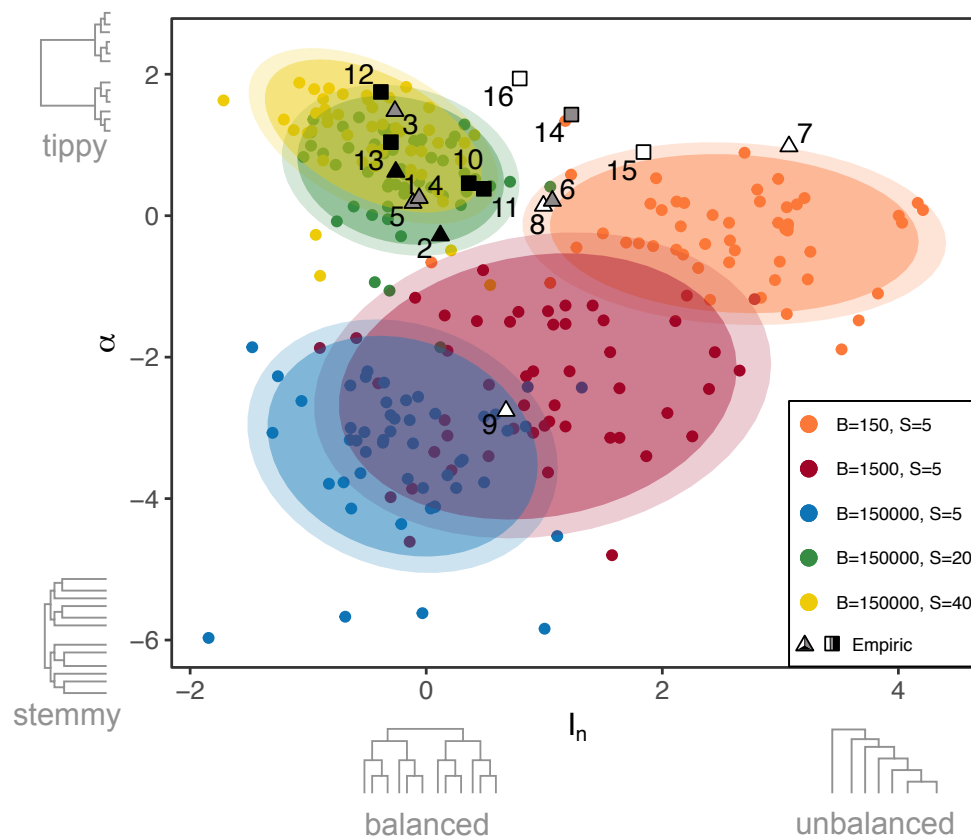 tippy
stemmy
α
2
0
−2
−4
−6
12
3
13
1
4
10
5
11
2
16
14
15
7
6
8
9
B=150, S=5
B=1500, S=5
B=150000, S=5
B=150000, S=20
B=150000, S=40
Empiric
−2
0
2
4
In
balanced
unbalanced